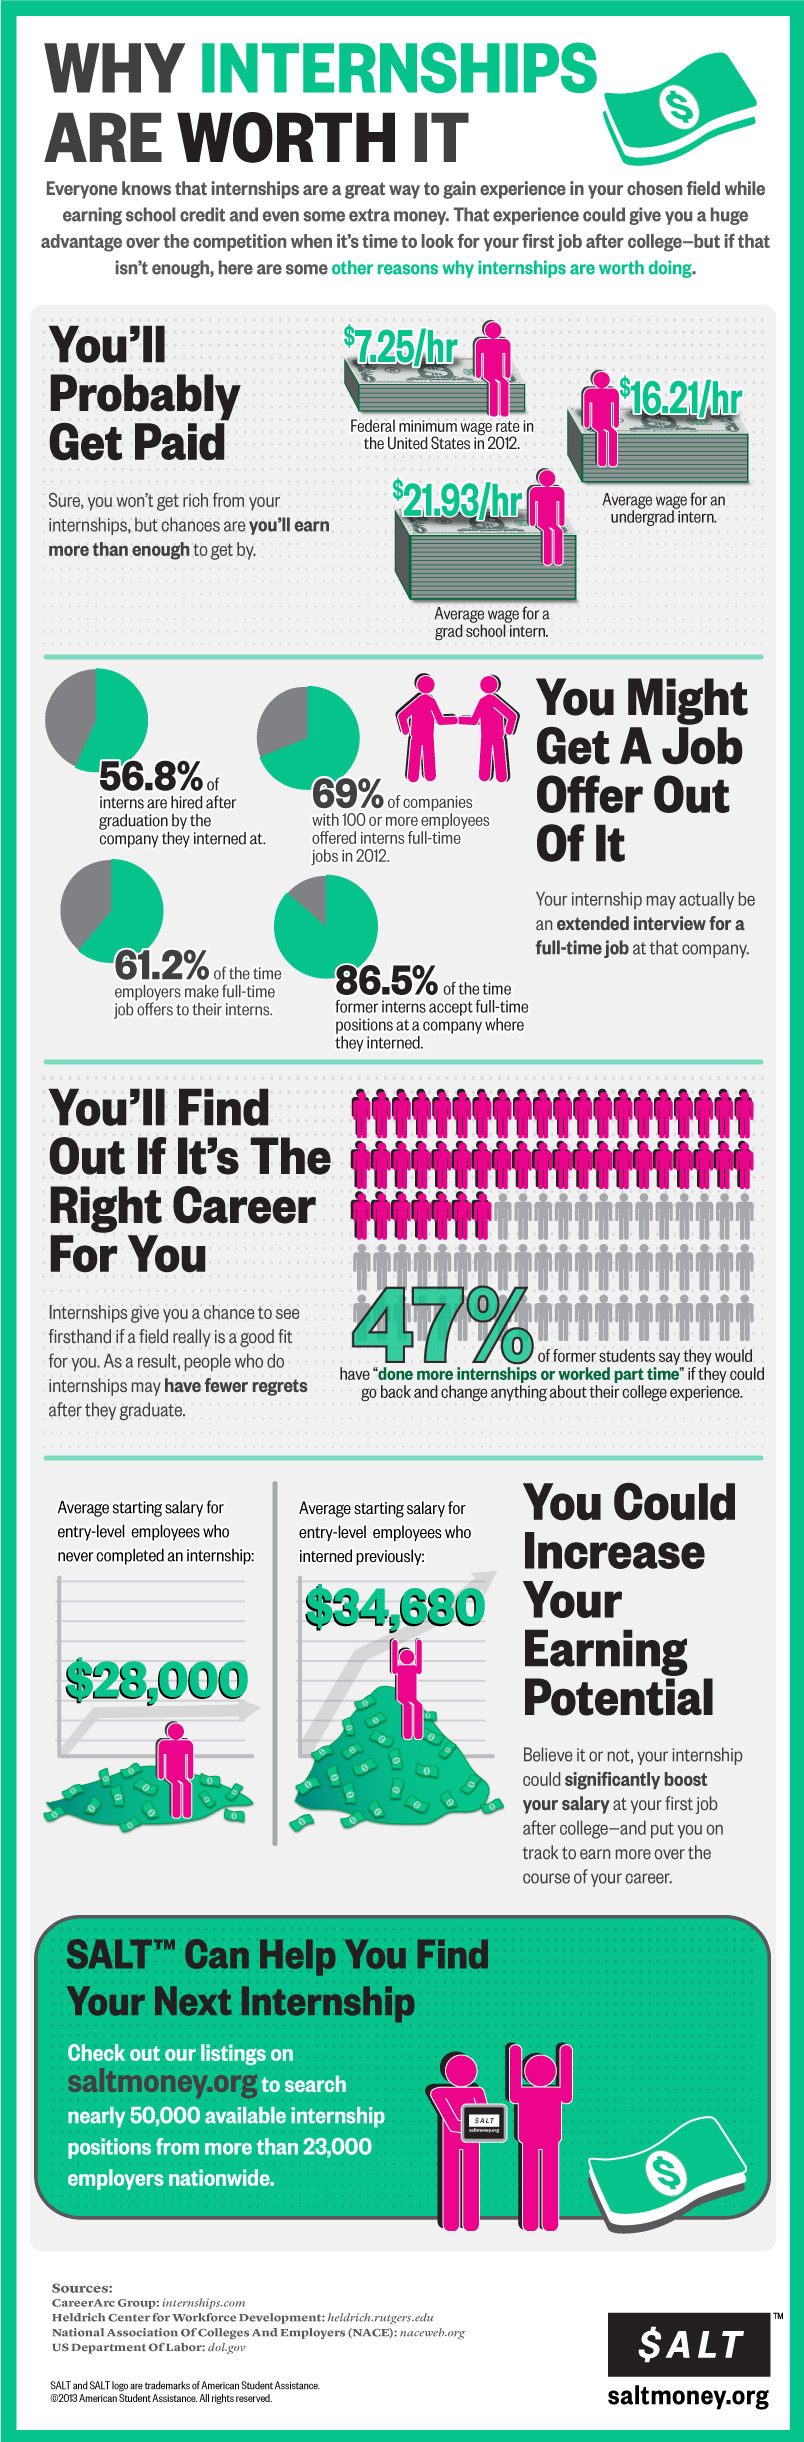 WHY INTERNSHIPS
ARE WORTH IT
Everyone knows that internships are a great way to gain experience in your chosen field while
earning school credit and even some extra money. That experience could give you a huge
advantage over the competition when it's time to look for your first job after college—but if that
isn't enough, here are some other reasons why internships are worth doing.
You'll
Probably
Get Paid
Sure, you won't get rich from your
internships, but chances are you'll earn
more than enough to get by.
$7.25/hr
Federal minimum wage rate in
the United States in 2012.
$16.21/hr
Average wage for an
undergrad intern.
$21.93/hr
Average wage for a
grad school intern.
56.8% of
interns are hired after
graduation by the
company they interned at.
69% of companies
with 100 or more employees
offered interns full-time
jobs in 2012.
61.2% of the time
employers make full-time
job offers to their interns.
86.5% of the time
former interns accept full-time
positions at a company where
they interned.
You Might
Get A Job
Offer Out
Of It
Your internship may actually be
an extended interview for a
full-time job at that company.
You'll Find
Out If It's The
Right Career
For You
Internships give you a chance to see
firsthand if a field really is a good fit
for you. As a result, people who do
internships may have fewer regrets
after they graduate.
47% of former students say they would
have “done more internships or worked part time” if they could
go back and change anything about their college experience.
Average starting salary for
entry-level employees who
never completed an internship:
$28,000
Average starting salary for
entry-level employees who
interned previously:
$34,680
You Could
Increase
Your
Earning
Potential
Believe it or not, your internship
could significantly boost
your salary at your first job
after college—and put you on
track to earn more over the
course of your career.
SALT™ Can Help You Find
Your Next Internship
Check out our listings on
saltmoney.org to search
nearly 50,000 available internship
positions from more than 23,000
employers nationwide.
$ALT
saltmoney.org
$
Sources:
CareerArc Group: internships.com
Heldrich Center for Workforce Development: heldrich.rutgers.edu
National Association Of Colleges And Employers (NACE): naceweb.org
US Department Of Labor: dol.gov
SALT and SALT logo are trademarks of American Student Assistance.
©2013 American Student Assistance. All rights reserved.
$ALT™
saltmoney.org